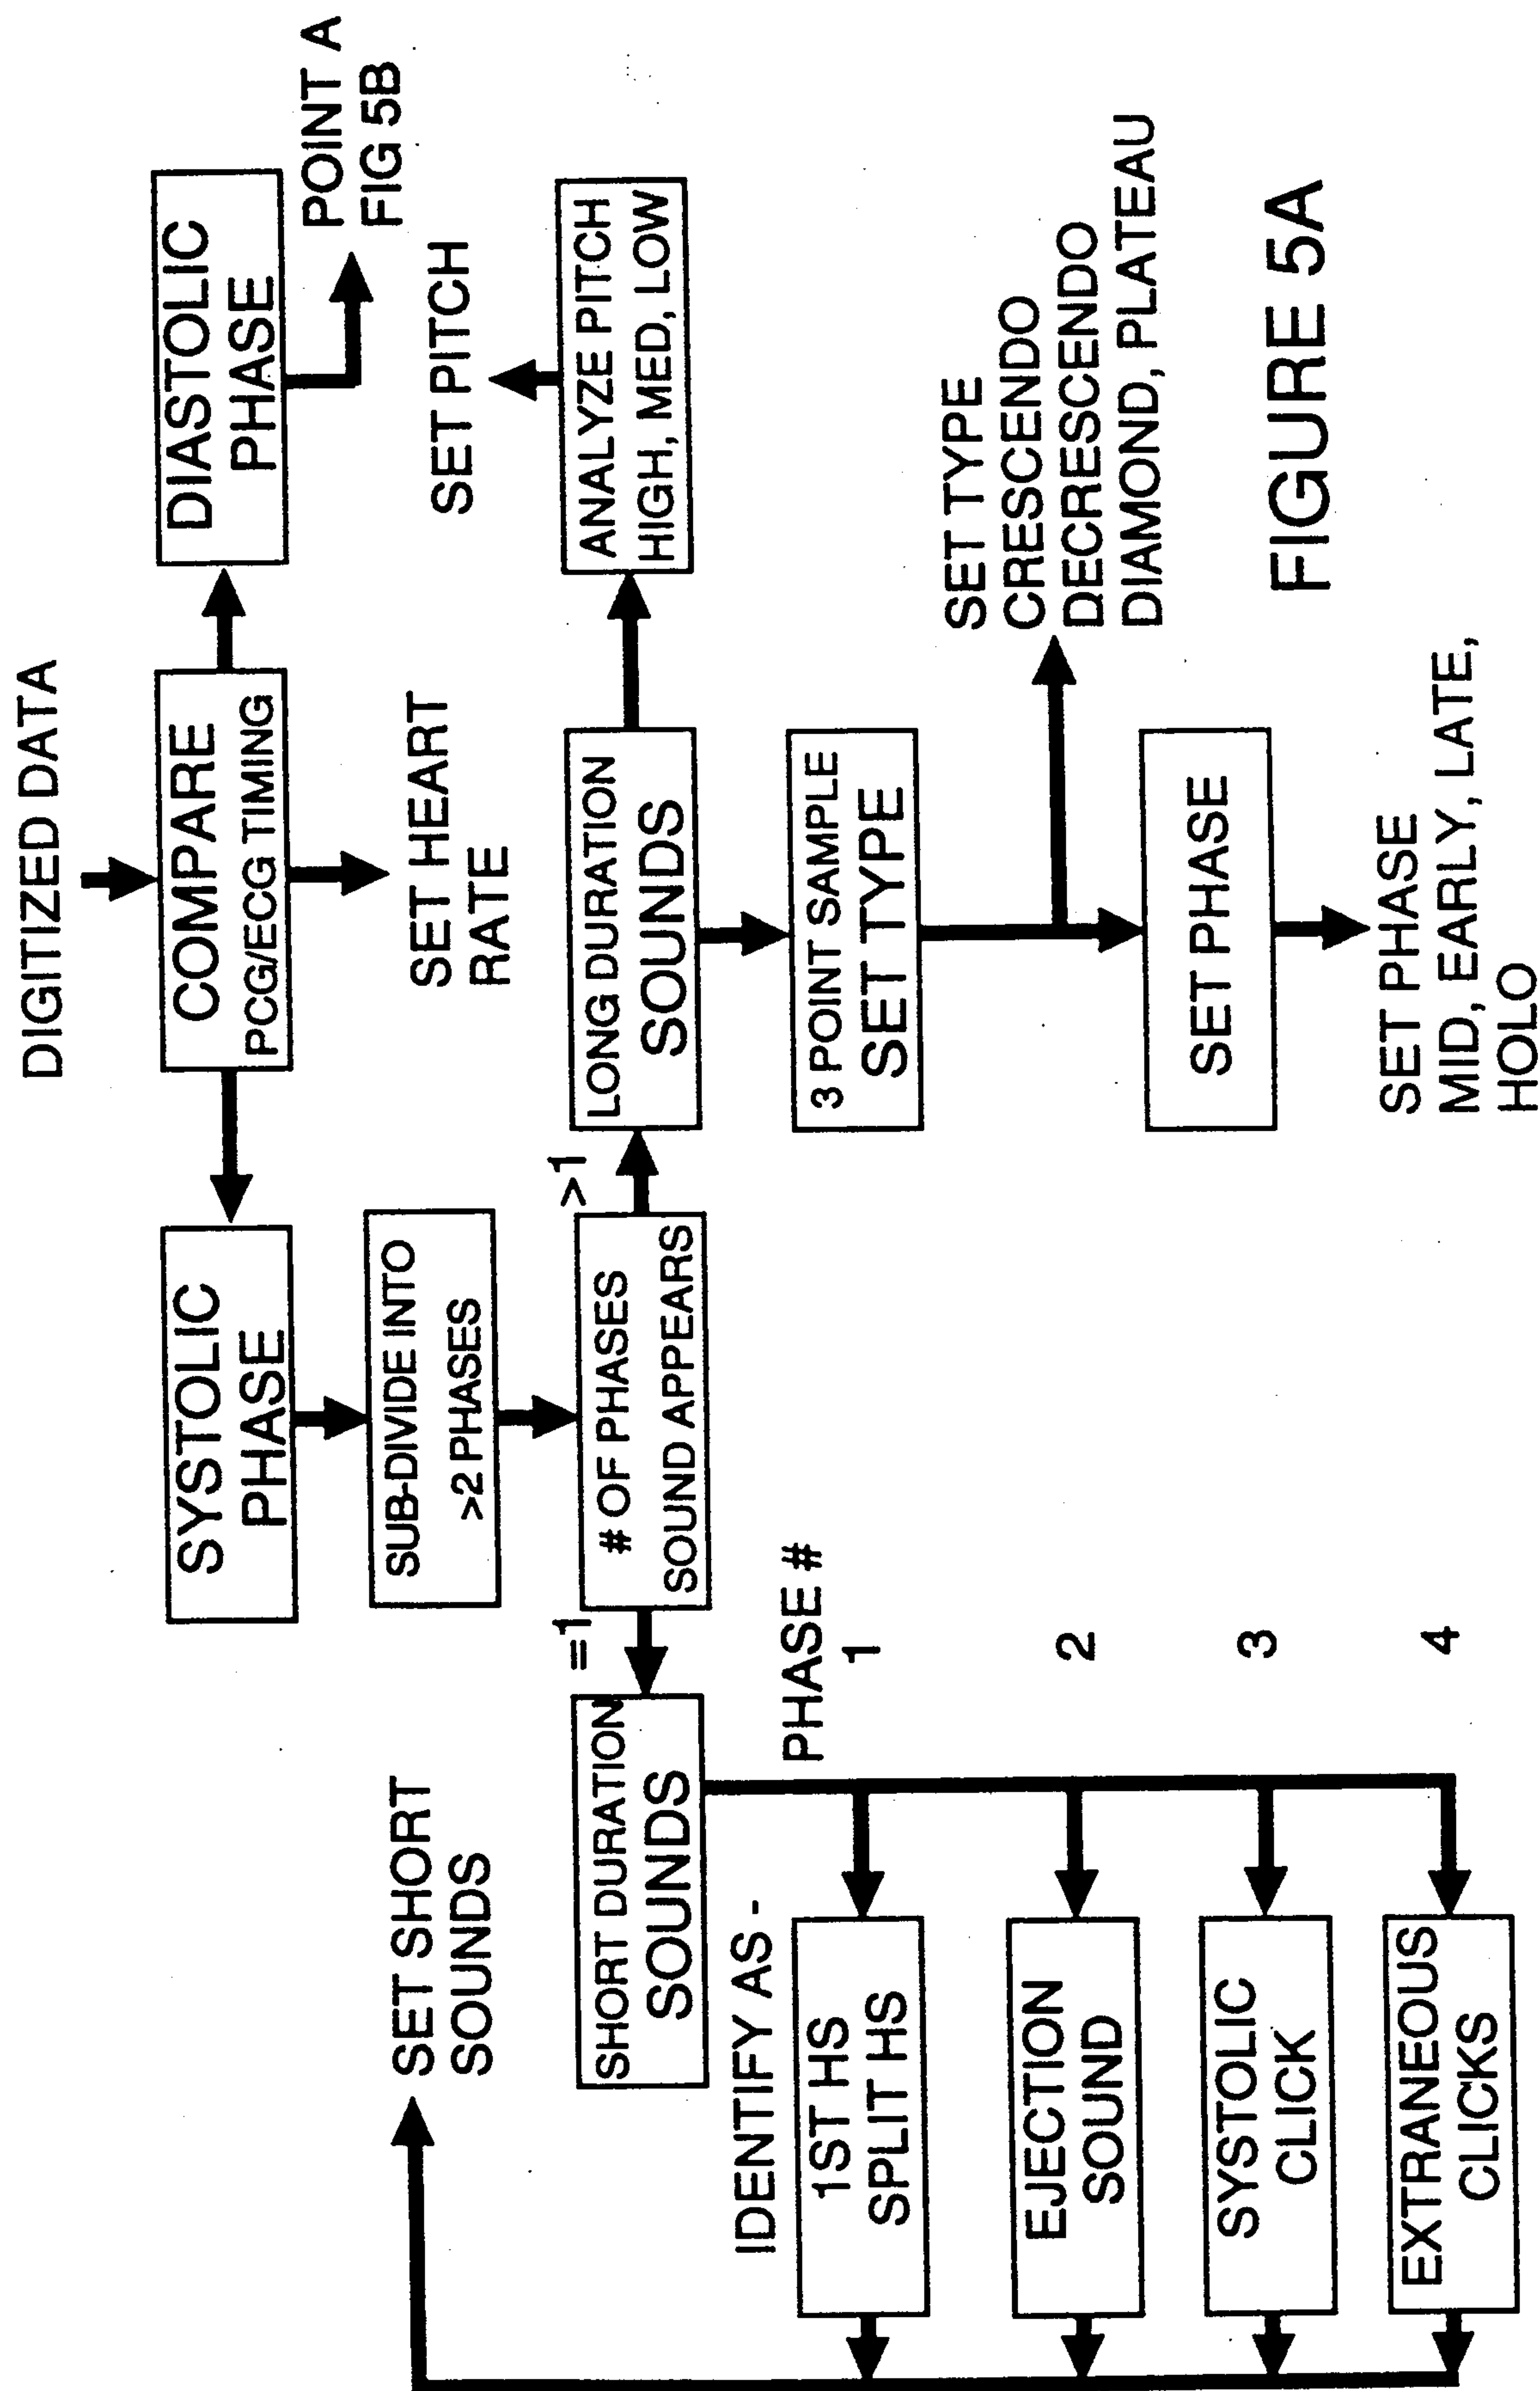 DIGITIZED DATA
COMPARE
PCG/ECG TIMING
SYSTOLIC
PHASE
DIASTOLIC
PHASE
POINT A
FIG 5B
SET HEART
RATE
SUB-DIVIDE INTO
>2 PHASES
# OF PHASES
SOUND APPEARS
=1
>1
SET SHORT
SOUNDS
SHORT DURATION
SOUNDS
IDENTIFY AS -
PHASE #
1ST HS
SPLIT HS
1
EJECTION
SOUND
2
SYSTOLIC
CLICK
3
EXTRANEOUS
CLICKS
4
LONG DURATION
SOUNDS
SET PITCH
ANALYZE PITCH
HIGH, MED, LOW
3 POINT SAMPLE
SET TYPE
SET TYPE
CRESCENDO
DECRESCENDO
DIAMOND, PLATEAU
SET PHASE
SET PHASE
MID, EARLY, LATE,
HOLO
FIGURE 5A